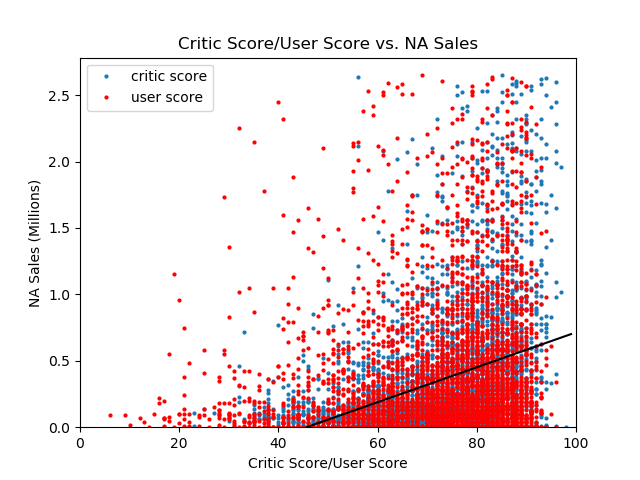 Critic Score/User Score vs. NA Sales
critic score
user score
NA Sales (Millions)
2.5
2.0
1.5
1.0
0.5
0.0
0 20 40 60 80 100
Critic Score/User Score